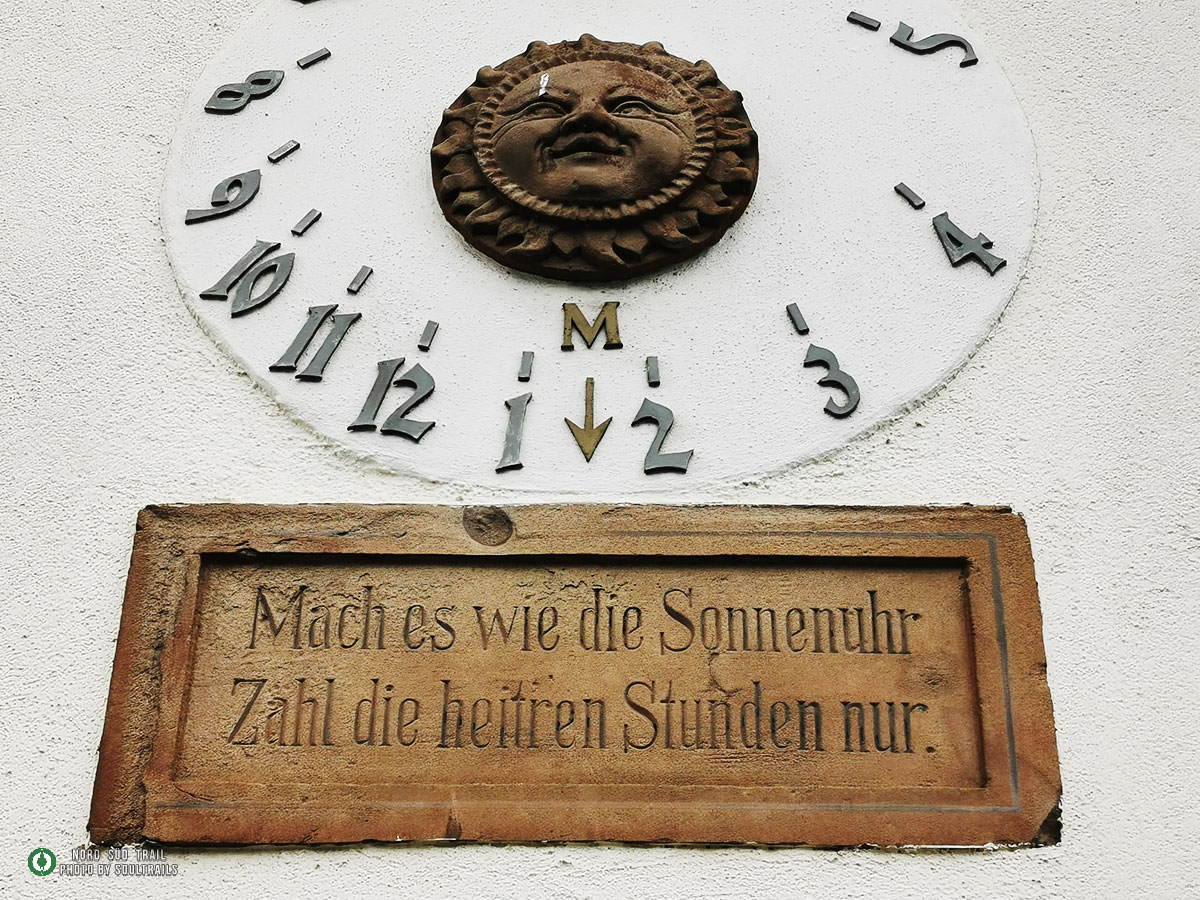 5
8
4
9
10
M
11
3
12
1
2
Mach es wie die Sonnenuhr
Zahl die heitren Stunden nur.
NORD SÜD TRAIL
PHOTO BY SOULTRAILS